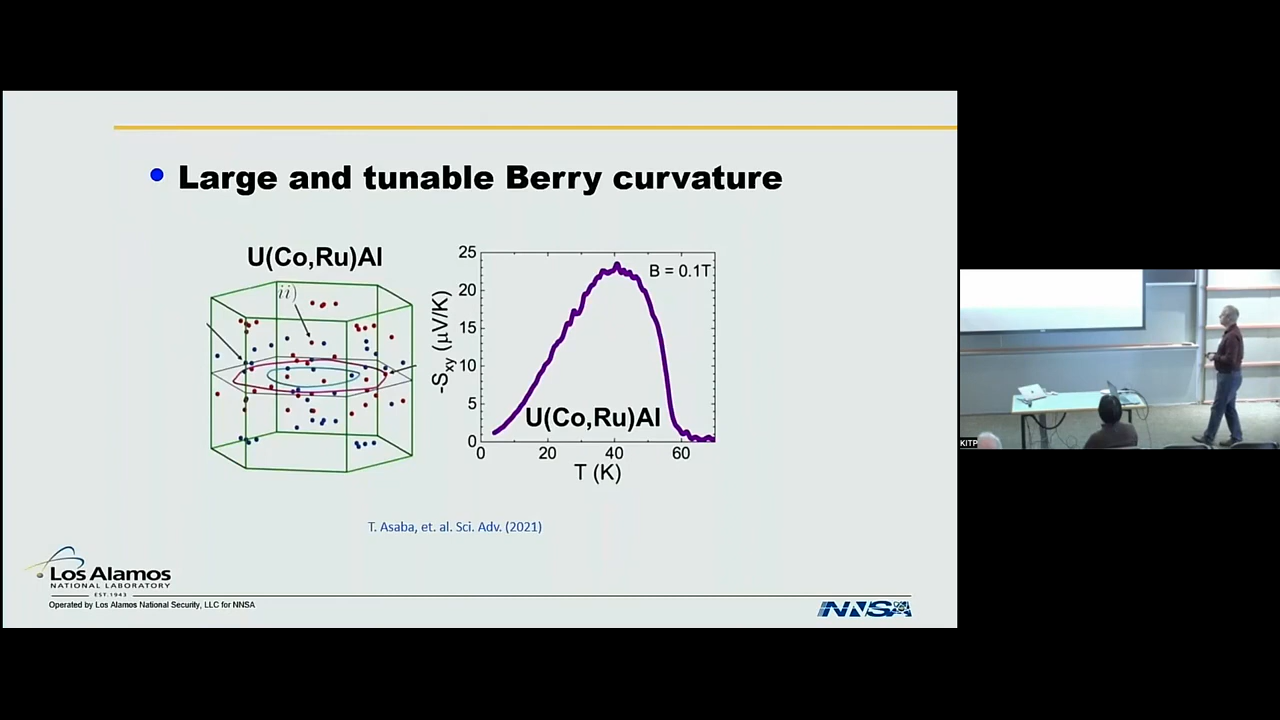 Large and tunable Berry curvature
U(Co,Ru)Al
ii)
25
20
15
10
5
0
-Sxy (μV/K)
B = 0.1T
U(Co,Ru)Al
0 20 40 60
T (K)
T. Asaba, et. al. Sci. Adv. (2021)
Los Alamos
NATIONAL LABORATORY
EST. 1943
Operated by Los Alamos National Security, LLC for NNSA
NNSA
KITP